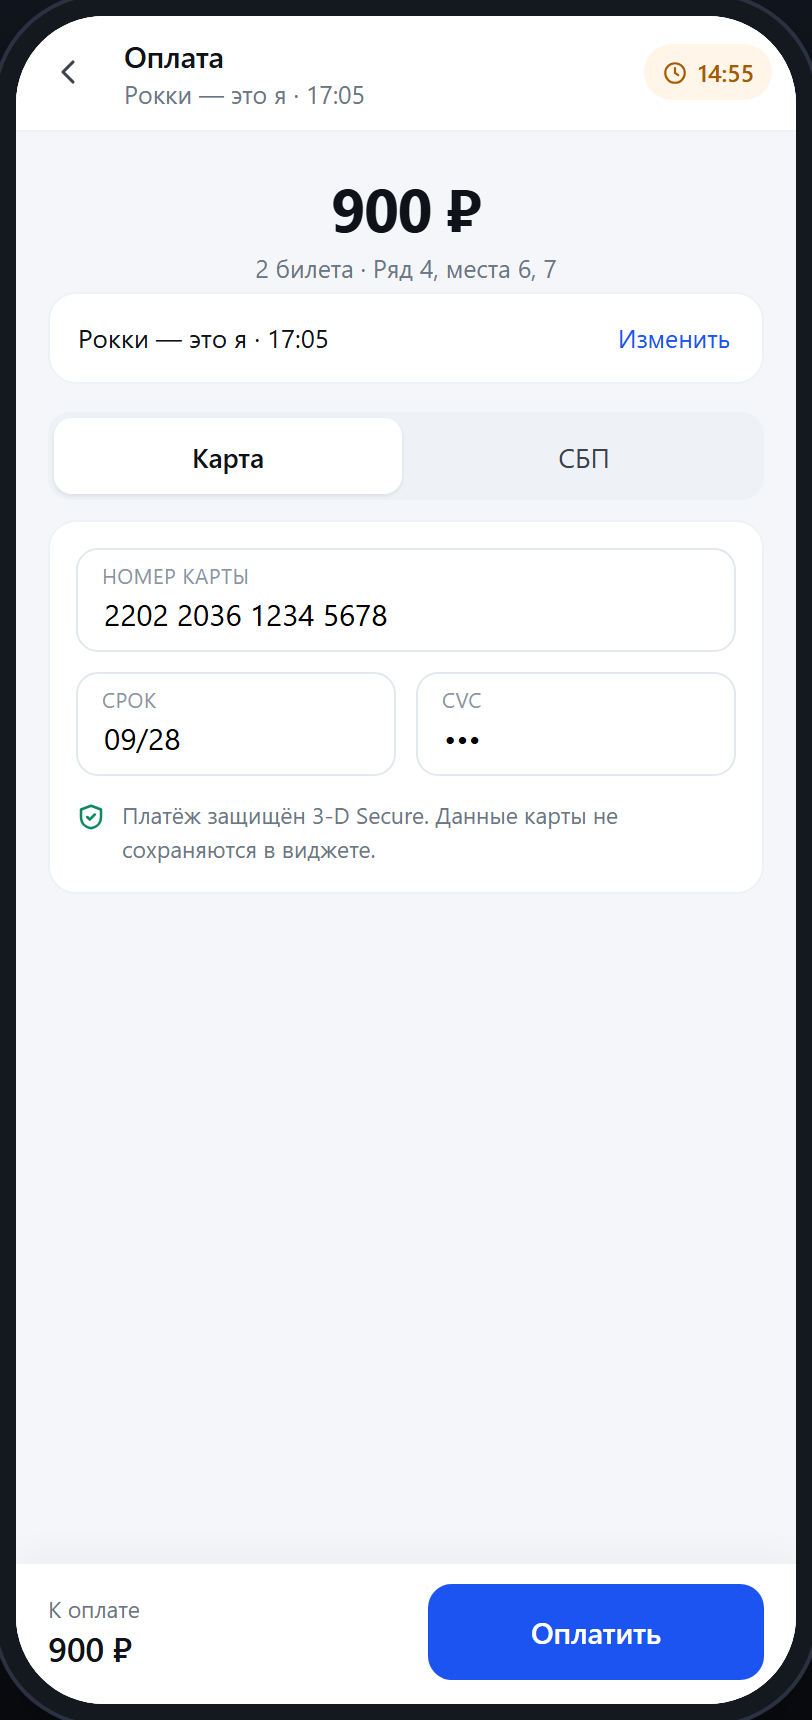 Оплата
Рокки — это я · 17:05
14:55
900 ₽
2 билета · Ряд 4, места 6, 7
Рокки — это я · 17:05
Изменить
Карта
СБП
НОМЕР КАРТЫ
2202 2036 1234 5678
СРОК
09/28
CVC
•••
Платёж защищён 3-D Secure. Данные карты не
сохраняются в виджете.
К оплате
900 ₽
Оплатить